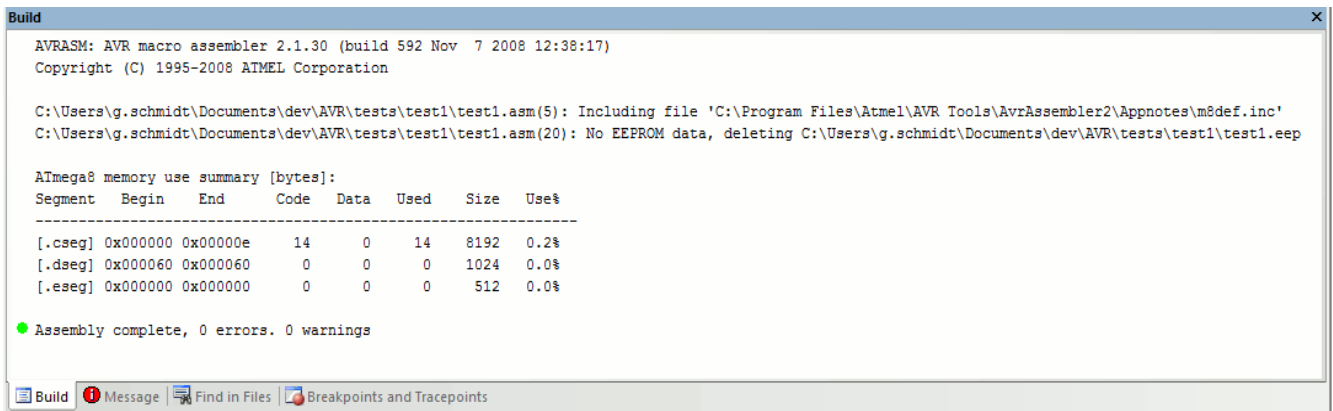 Build
AVRASM: AVR macro assembler 2.1.30 (build 592 Nov  7 2008 12:38:17)
Copyright (C) 1995-2008 ATMEL Corporation
C:\Users\g.schmidt\Documents\dev\AVR\tests\test1\test1.asm(5): Including file 'C:\Program Files\Atmel\AVR Tools\AvrAssembler2\Appnotes\m8def.inc'
C:\Users\g.schmidt\Documents\dev\AVR\tests\test1\test1.asm(20): No EEPROM data, deleting C:\Users\g.schmidt\Documents\dev\AVR\tests\test1\test1.eep
ATmega8 memory use summary [bytes]:
Segment   Begin    End      Code   Data   Used    Size   Use%
---------------------------------------------------------------
[.cseg] 0x000000 0x00000e     14      0     14    8192   0.2%
[.dseg] 0x000060 0x000060      0      0      0    1024   0.0%
[.eseg] 0x000000 0x000000      0      0      0     512   0.0%
Assembly complete, 0 errors. 0 warnings
Build Message Find in Files Breakpoints and Tracepoints